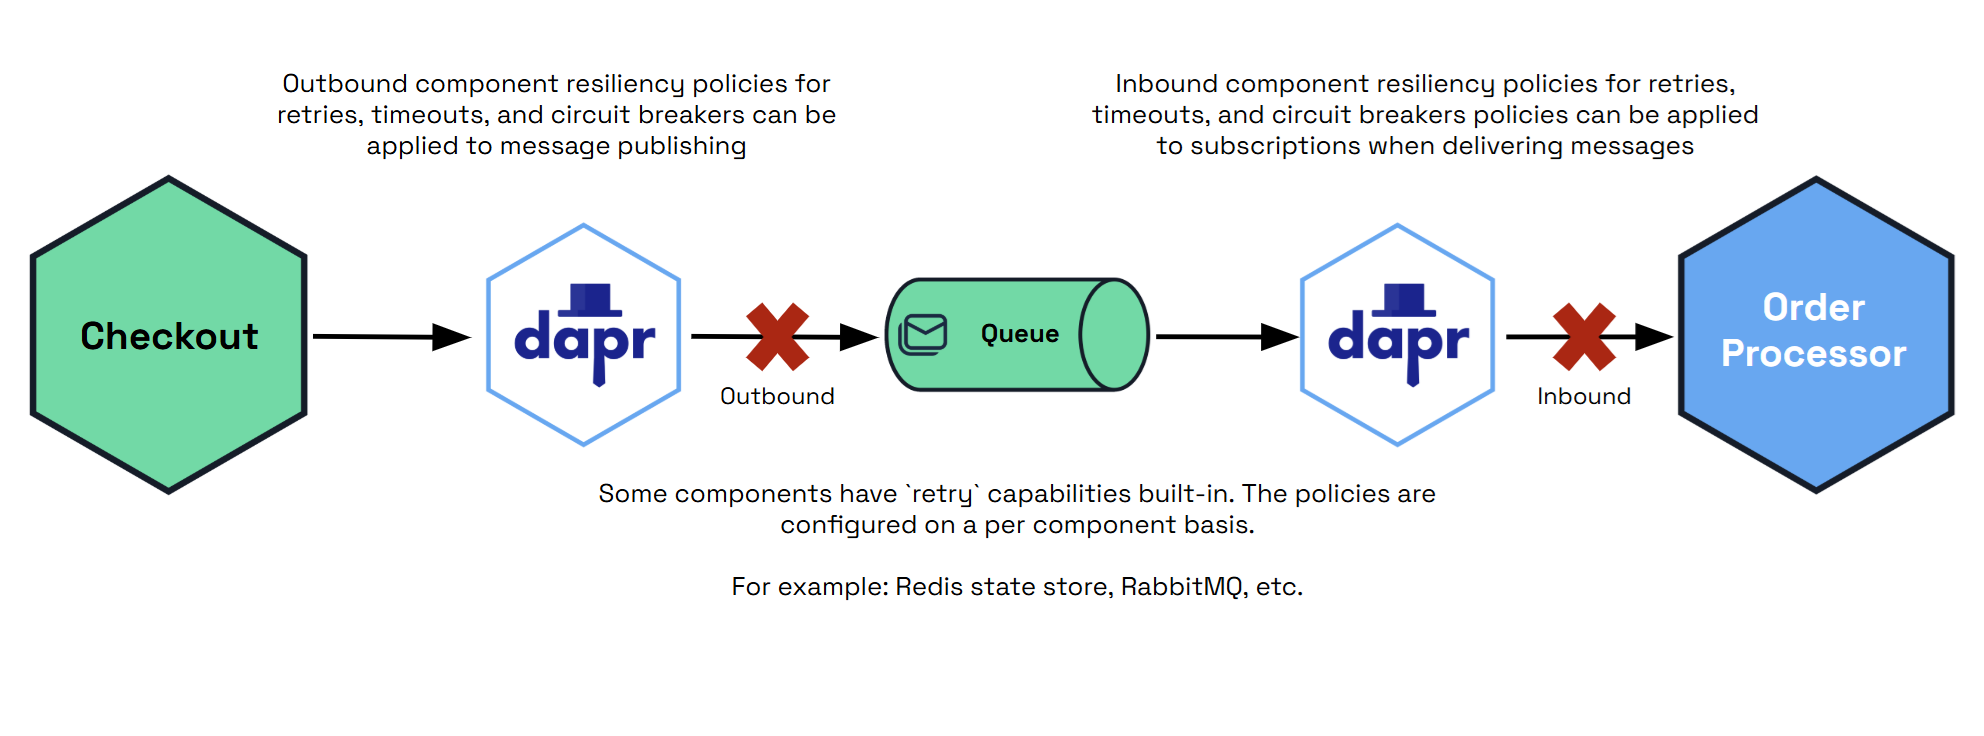 Outbound component resiliency policies for
retries, timeouts, and circuit breakers can be
applied to message publishing
Inbound component resiliency policies for retries,
timeouts, and circuit breakers policies can be applied
to subscriptions when delivering messages
Checkout
dapr
Outbound
Queue
dapr
Inbound
Order
Processor
Some components have `retry` capabilities built-in. The policies are
configured on a per component basis.
For example: Redis state store, RabbitMQ, etc.